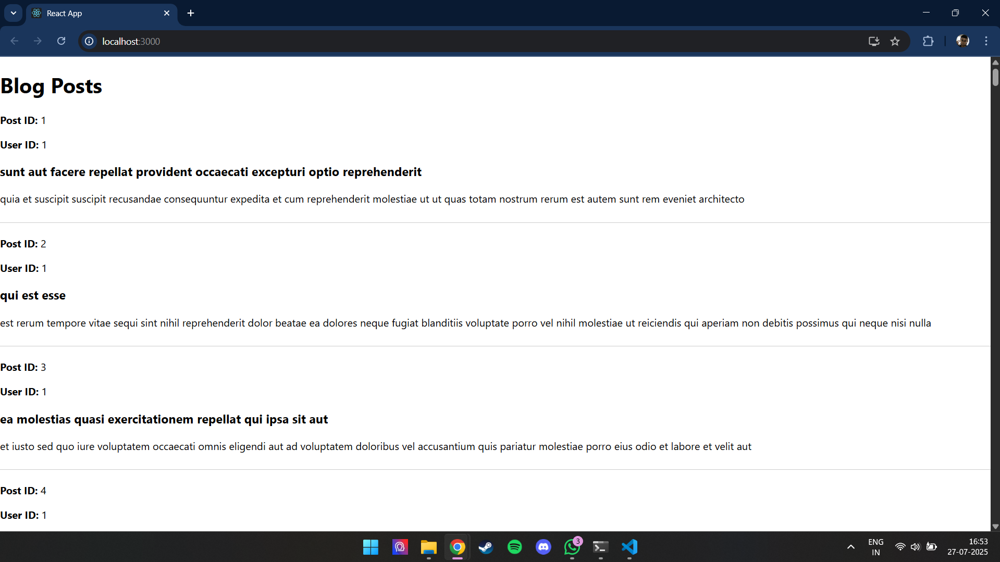 React App
localhost:3000
Blog Posts
Post ID: 1
User ID: 1
sunt aut facere repellat provident occaecati excepturi optio reprehenderit
quia et suscipit suscipit recusandae consequuntur expedita et cum reprehenderit molestiae ut ut quas totam nostrum rerum est autem sunt rem eveniet architecto
Post ID: 2
User ID: 1
qui est esse
est rerum tempore vitae sequi sint nihil reprehenderit dolor beatae ea dolores neque fugiat blanditiis voluptate porro vel nihil molestiae ut reiciendis qui aperiam non debitis possimus qui neque nisi nulla
Post ID: 3
User ID: 1
ea molestias quasi exercitationem repellat qui ipsa sit aut
et iusto sed quo iure voluptatem occaecati omnis eligendi aut ad voluptatem doloribus vel accusantium quis pariatur molestiae porro eius odio et labore et velit aut
Post ID: 4
User ID: 1
3
ENG
IN
16:53
27-07-2025